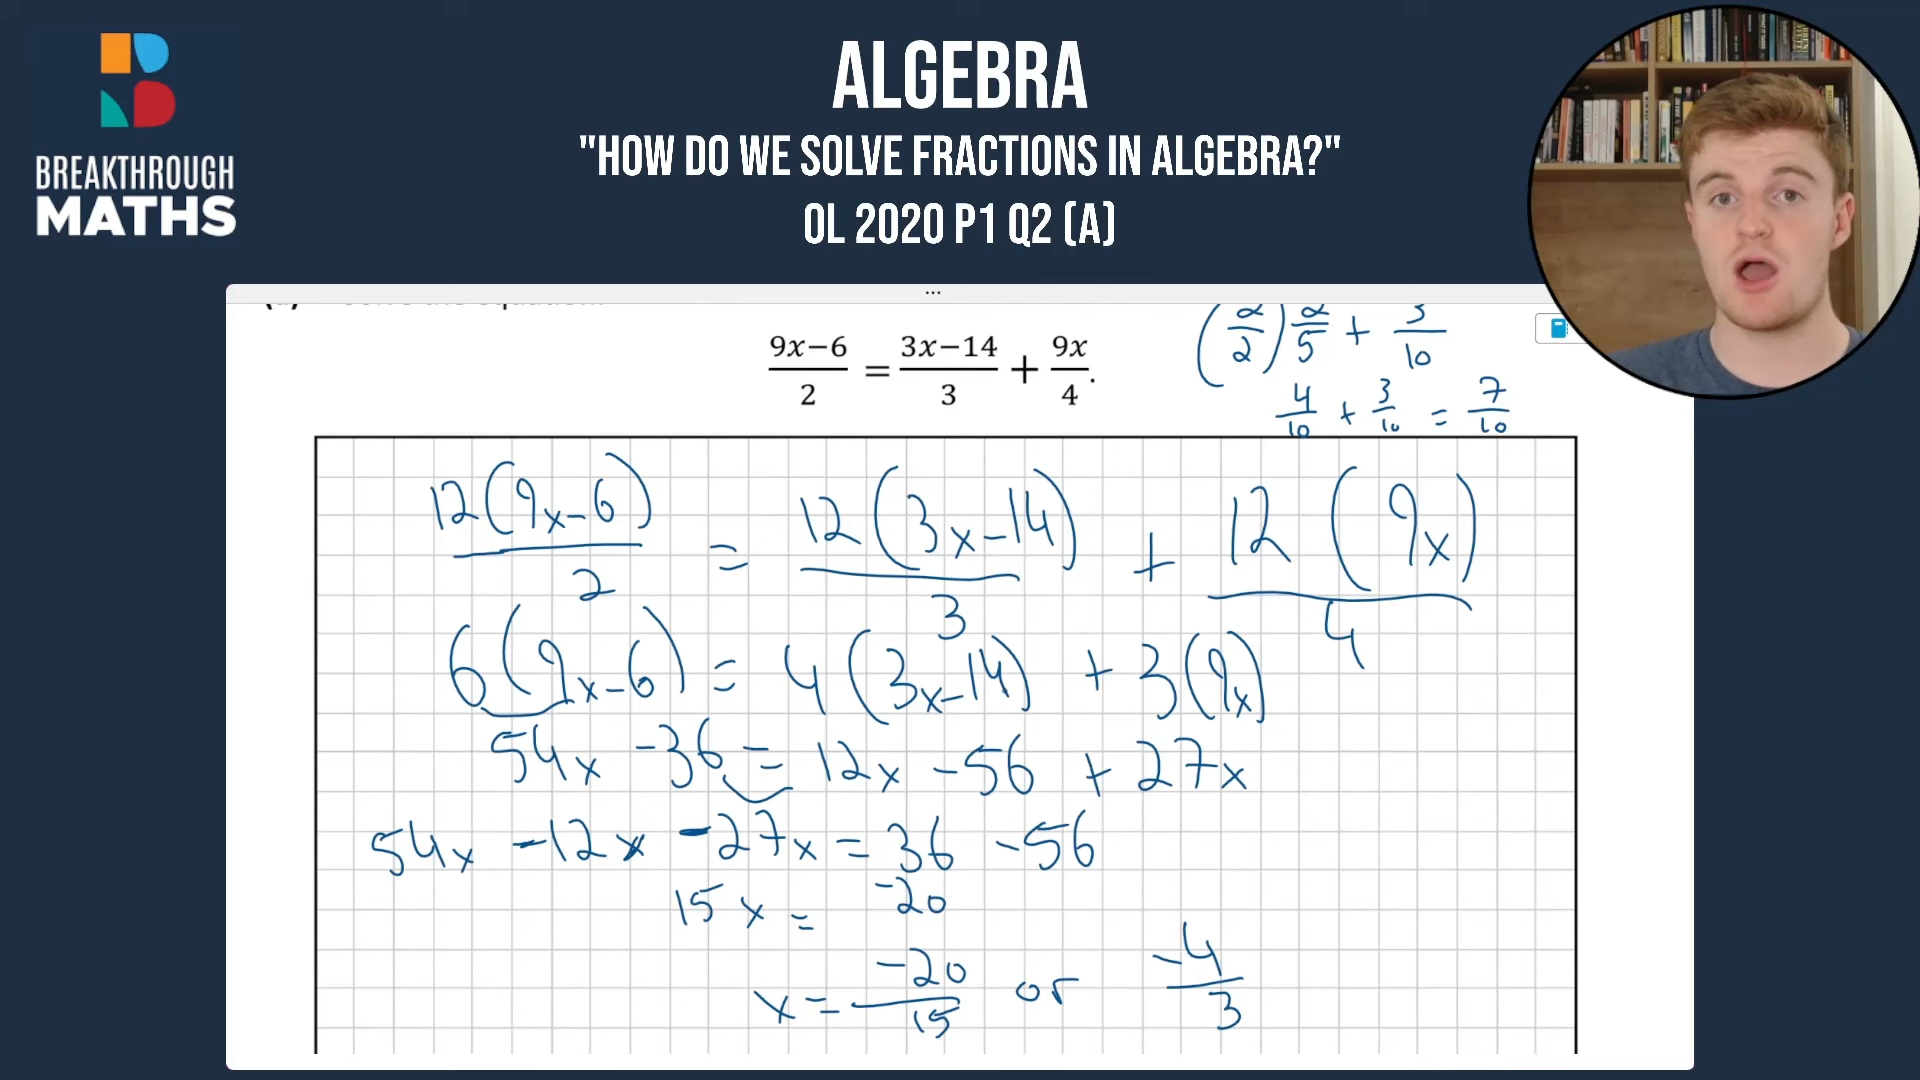 BREAKTHROUGH
MATHS
ALGEBRA
"HOW DO WE SOLVE FRACTIONS IN ALGEBRA?"
OL 2020 P1 Q2 (A)
...
9x−6/2 = 3x−14/3 + 9x/4.
(2/2) 2/5 + 3/10
4/10 + 3/10 = 7/10
12(9x-6)/2 = 12(3x-14)/3 + 12(9x)/4
6(9x-6) = 4(3x-14) + 3(9x)
54x -36 = 12x -56 + 27x
54x -12x -27x = 36 -56
15x = -20
x = -20/15 or -4/3